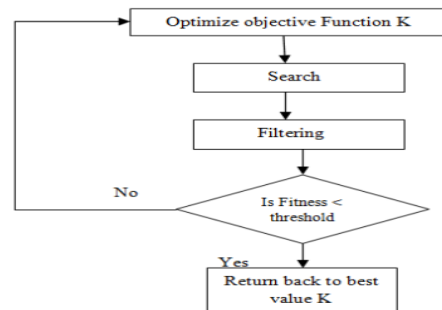 Optimize objective Function K
Search
Filtering
Is Fitness <
threshold
No
Yes
Return back to best
value K